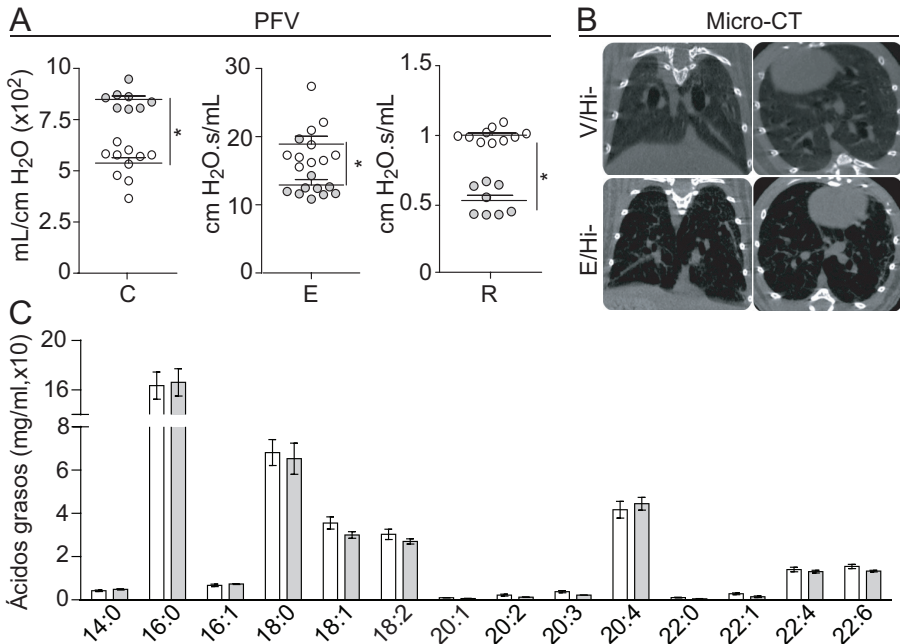 A
PFV
B
Micro-CT
mL/cm H2O (x10²)
10
7.5
5
2.5
0
*
C
cm H2O.s/mL
30
20
10
0
*
E
cm H2O.s/mL
1.5
1
0.5
0
*
R
V/Hi-
E/Hi-
C
Ácidos grasos (mg/ml,x10)
20
16
8
6
4
2
0
14:0 16:0 16:1 18:0 18:1 18:2 20:1 20:2 20:3 20:4 22:0 22:1 22:4 22:6